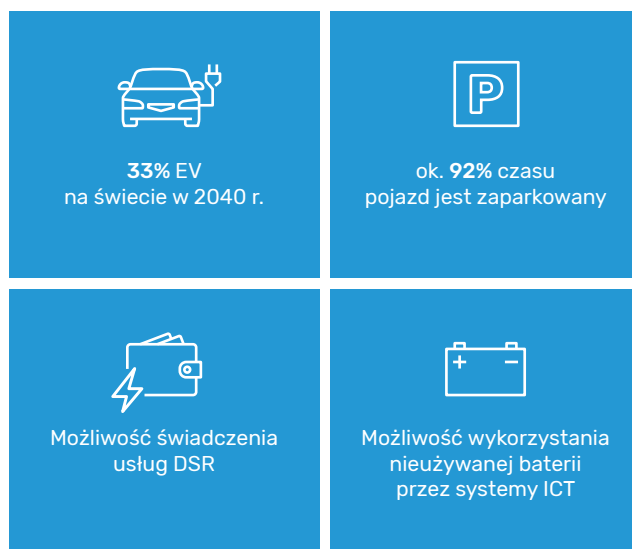 33% EV
na świecie w 2040 r.
P
ok. 92% czasu
pojazd jest zaparkowany
Możliwość świadczenia
usług DSR
+ −
Możliwość wykorzystania
nieużywanej baterii
przez systemy ICT